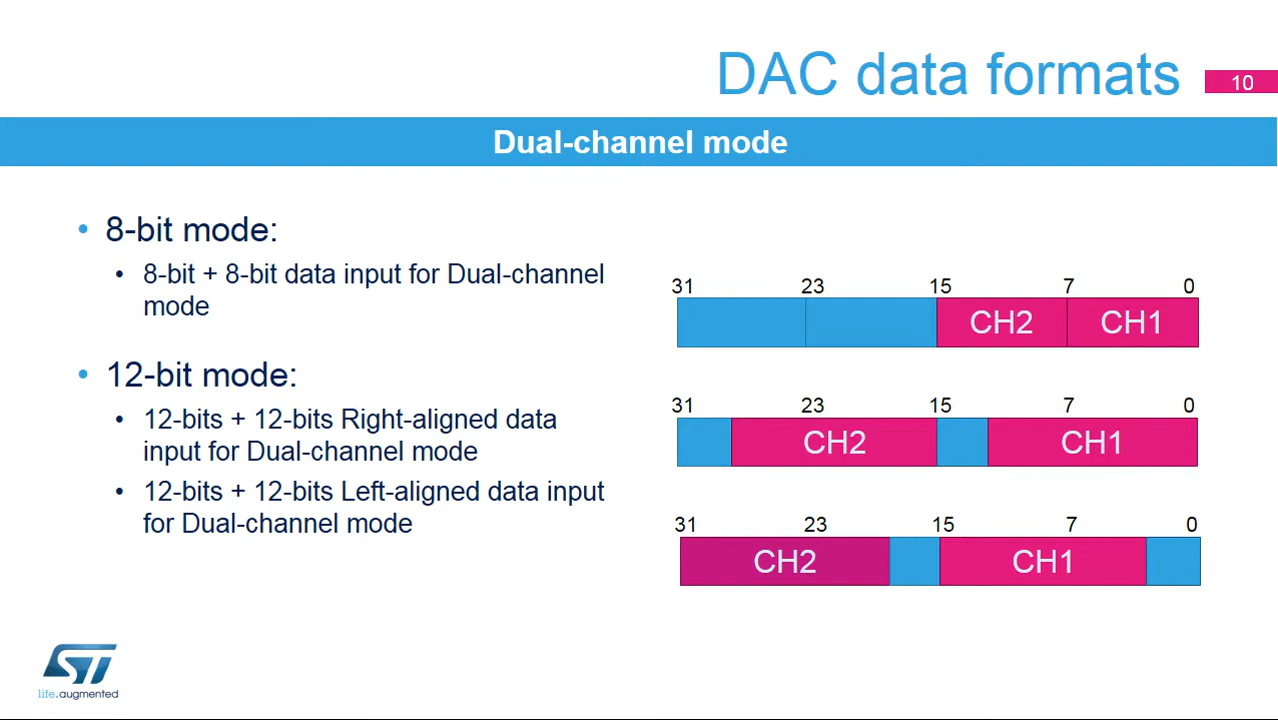 DAC data formats
10
Dual-channel mode
• 8-bit mode:
• 8-bit + 8-bit data input for Dual-channel
mode
• 12-bit mode:
• 12-bits + 12-bits Right-aligned data
input for Dual-channel mode
• 12-bits + 12-bits Left-aligned data input
for Dual-channel mode
31 23 15 7 0
CH2 CH1
31 23 15 7 0
CH2 CH1
31 23 15 7 0
CH2 CH1
ST
life.augmented